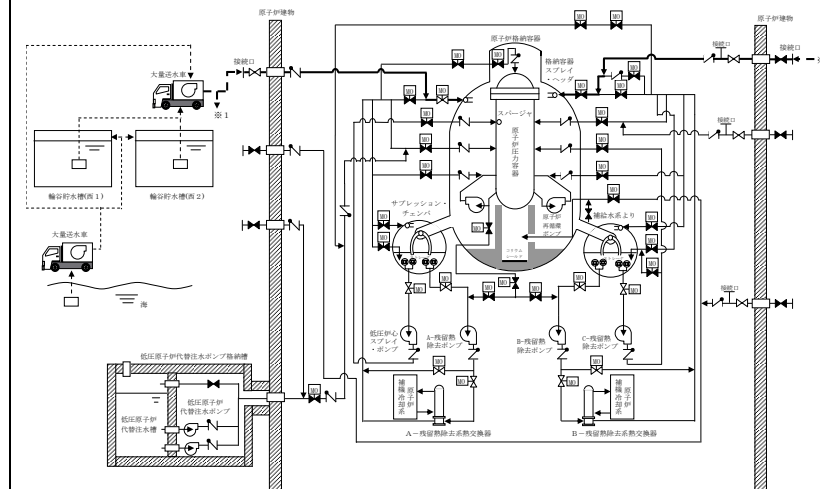 原子炉建物
原子炉建物
大量送水車
接続口
※1
輪谷貯水槽(西1)
輪谷貯水槽(西2)
大量送水車
海
原子炉格納容器
格納容器
スプレイ・
ヘッダ
スパージャ
原子炉圧力容器
サプレッション・
チェンバ
原子炉
再循環
ポンプ
補給水系より
コリウム
シールド
接続口
接続口
接続口
接続口
MO
低圧炉心
スプレイ
・ポンプ
A-残留熱
除去ポンプ
B-残留熱
除去ポンプ
C-残留熱
除去ポンプ
原子炉
補機冷却系
原子炉
補機冷却系
A-残留熱除去系熱交換器
B-残留熱除去系熱交換器
低圧原子炉代替注水ポンプ格納槽
低圧原子炉
代替注水槽
低圧原子炉
代替注水ポンプ